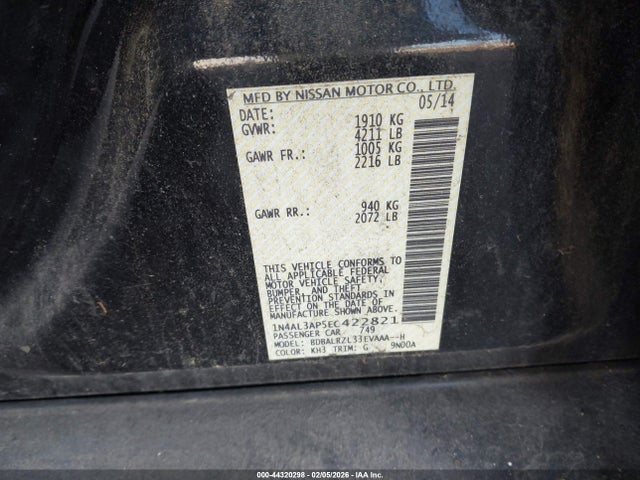 MFD BY NISSAN MOTOR CO., LTD.
DATE: 05/14
GVWR: 1910 KG
4211 LB
GAWR FR.: 1005 KG
2216 LB
GAWR RR.: 940 KG
2072 LB
THIS VEHICLE CONFORMS TO
ALL APPLICABLE FEDERAL
MOTOR VEHICLE SAFETY,
BUMPER, AND THEFT
PREVENTION STANDARDS IN
EFFECT ON THE DATE OF
MANUFACTURE SHOWN ABOVE.
1N4AL3AP5EC422821
PASSENGER CAR 749
MODEL: BDBALRZL33EVAAA--H
COLOR: KH3 TRIM: G 9N00A
000-44320298 - 02/05/2026 - IAA Inc.